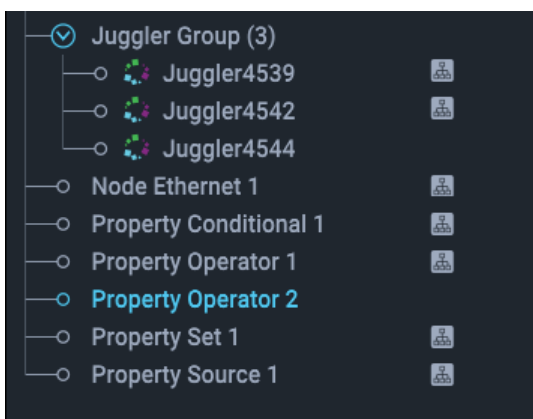 Juggler Group (3)
Juggler4539
Juggler4542
Juggler4544
Node Ethernet 1
Property Conditional 1
Property Operator 1
Property Operator 2
Property Set 1
Property Source 1